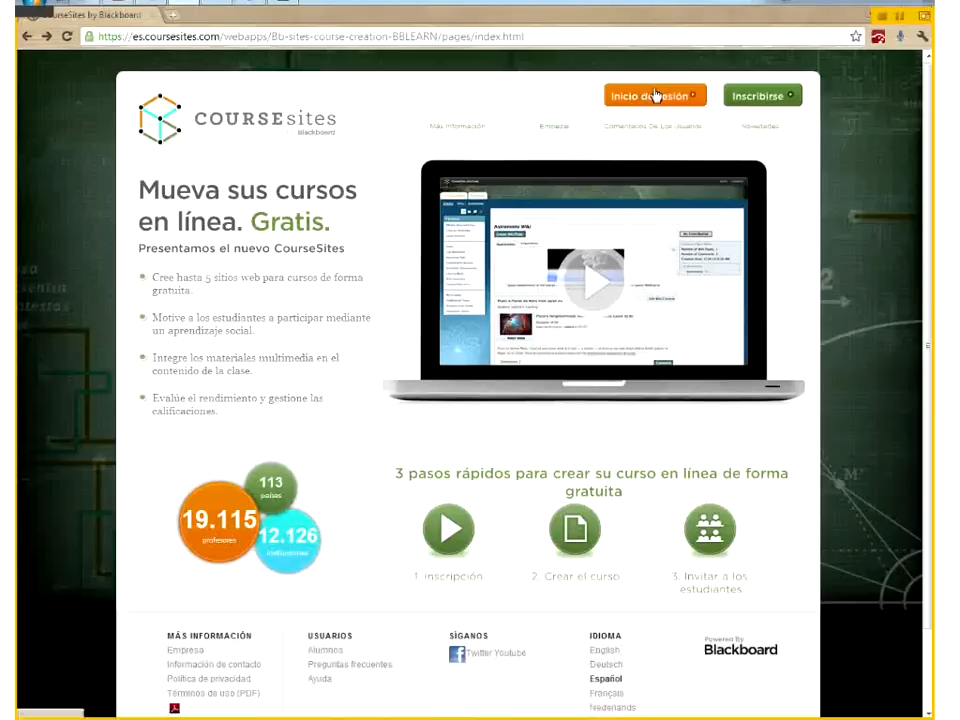 CourseSites by Blackboard
https://es.coursesites.com/webapps/Bb-sites-course-creation-BBLEARN/pages/index.html
Inicio de sesión
Inscribirse
COURSEsites
Blackboard
Más Información
Empezar
Comentarios De Los Usuarios
Novedades
Mueva sus cursos
en línea. Gratis.
Presentamos el nuevo CourseSites
Cree hasta 5 sitios web para cursos de forma
gratuita.
Motive a los estudiantes a participar mediante
un aprendizaje social.
Integre los materiales multimedia en el
contenido de la clase.
Evalúe el rendimiento y gestione las
calificaciones.
Astronomy Wiki
113
países
19.115
profesores
12.126
instituciones
3 pasos rápidos para crear su curso en línea de forma
gratuita
1. Inscripción
2. Crear el curso
3. Invitar a los
estudiantes
MÁS INFORMACIÓN
Empresa
Información de contacto
Política de privacidad
Términos de uso (PDF)
USUARIOS
Alumnos
Preguntas frecuentes
Ayuda
SÍGANOS
Twitter Youtube
IDIOMA
English
Deutsch
Español
Français
Nederlands
Powered By
Blackboard